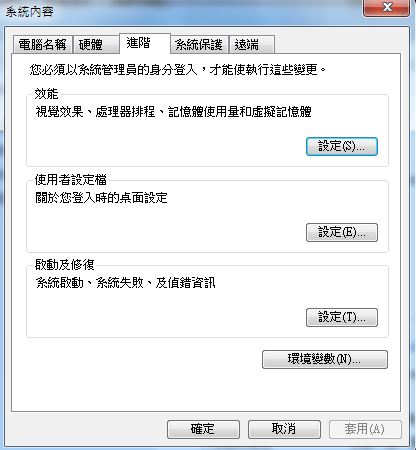 系統內容
電腦名稱 硬體 進階 系統保護 遠端
您必須以系統管理員的身分登入，才能使執行這些變更。
效能
視覺效果、處理器排程、記憶體使用量和虛擬記憶體
設定(S)...
使用者設定檔
關於您登入時的桌面設定
設定(E)...
啟動及修復
系統啟動、系統失敗、及偵錯資訊
設定(T)...
環境變數(N)...
確定 取消 套用(A)